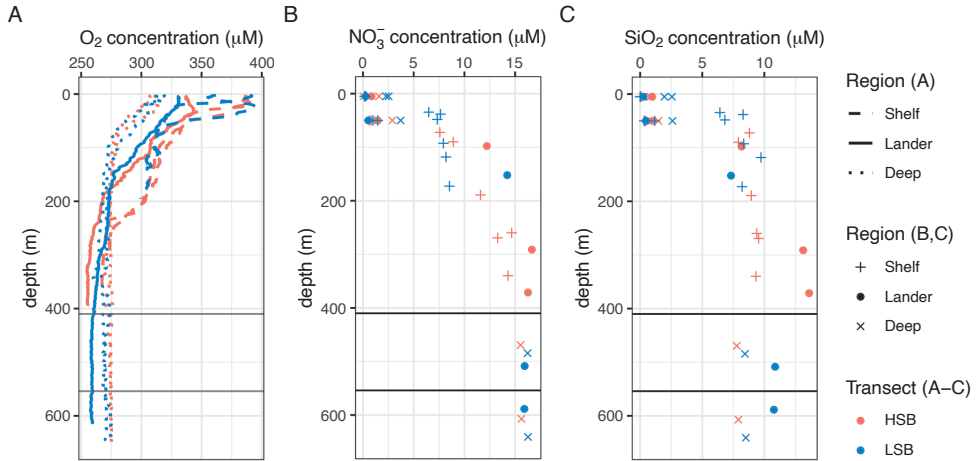 A
O₂ concentration (μM)
250 300 350 400
0
200
400
600
depth (m)
B
NO₃⁻ concentration (μM)
0 5 10 15
0
200
400
600
depth (m)
C
SiO₂ concentration (μM)
0 5 10
0
200
400
600
depth (m)
Region (A)
Shelf
Lander
Deep
Region (B,C)
Shelf
Lander
Deep
Transect (A−C)
HSB
LSB